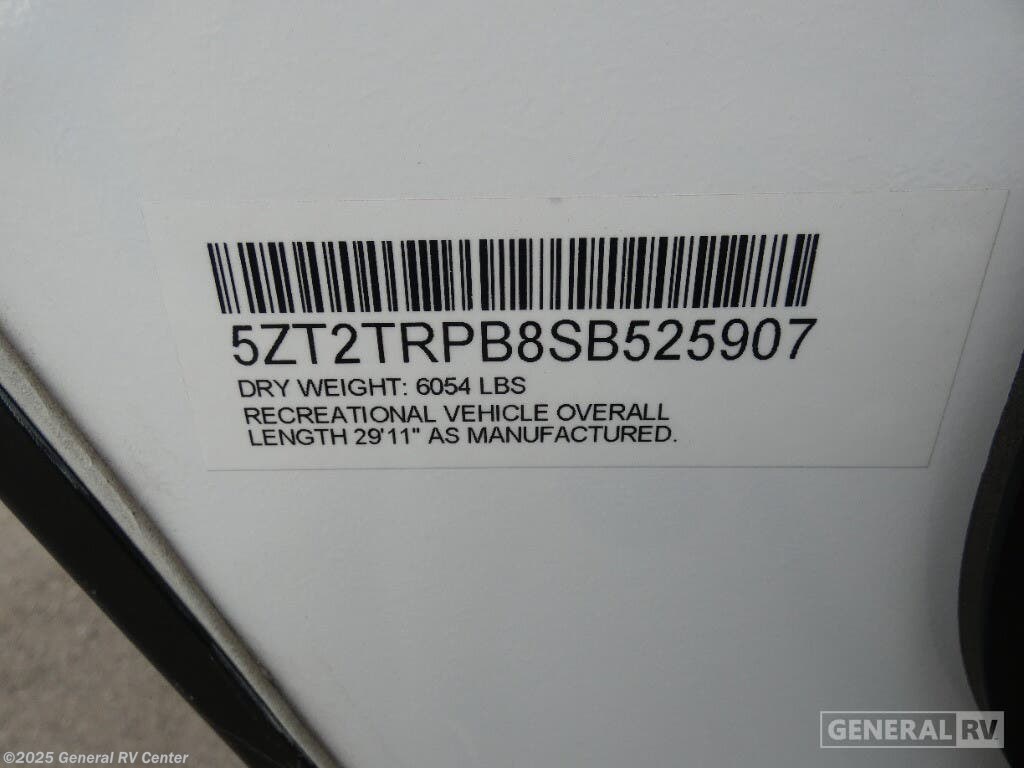 5ZT2TRPB8SB525907
DRY WEIGHT: 6054 LBS
RECREATIONAL VEHICLE OVERALL
LENGTH 29'11" AS MANUFACTURED.
GENERAL RV
©2025 General RV Center